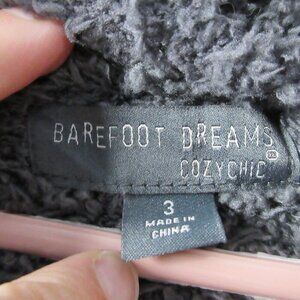 BAREFOOT DREAMS®
COZYCHIC
3
MADE IN
CHINA